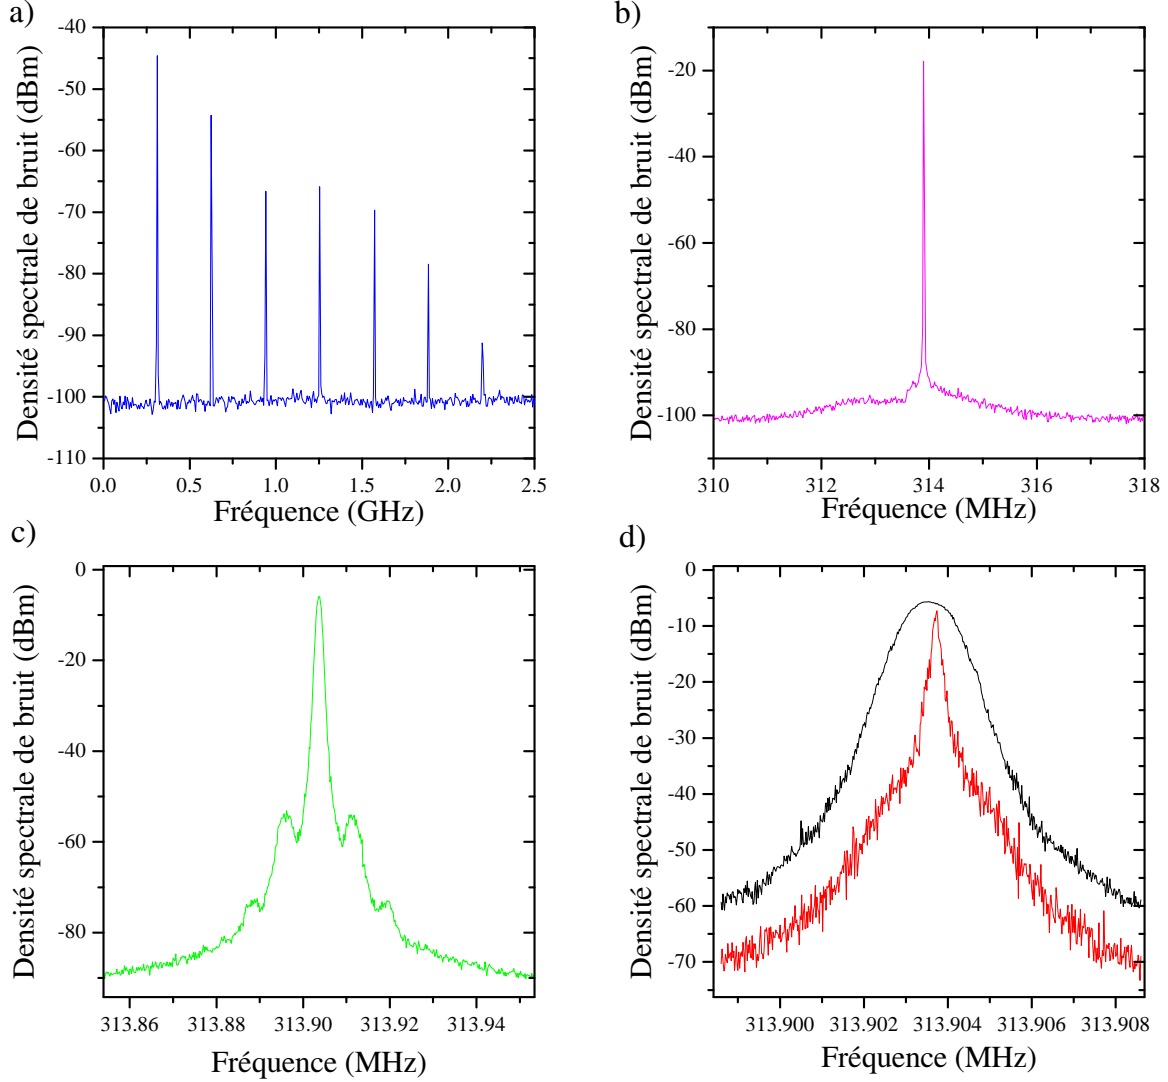 a)
-40
-50
-60
-70
-80
-90
-100
-110
Densité spectrale de bruit (dBm)
0.0 0.5 1.0 1.5 2.0 2.5
Fréquence (GHz)
b)
-20
-40
-60
-80
-100
Densité spectrale de bruit (dBm)
310 312 314 316 318
Fréquence (MHz)
c)
0
-20
-40
-60
-80
Densité spectrale de bruit (dBm)
313.86 313.88 313.90 313.92 313.94
Fréquence (MHz)
d)
0
-10
-20
-30
-40
-50
-60
-70
Densité spectrale de bruit (dBm)
313.900 313.902 313.904 313.906 313.908
Fréquence (MHz)